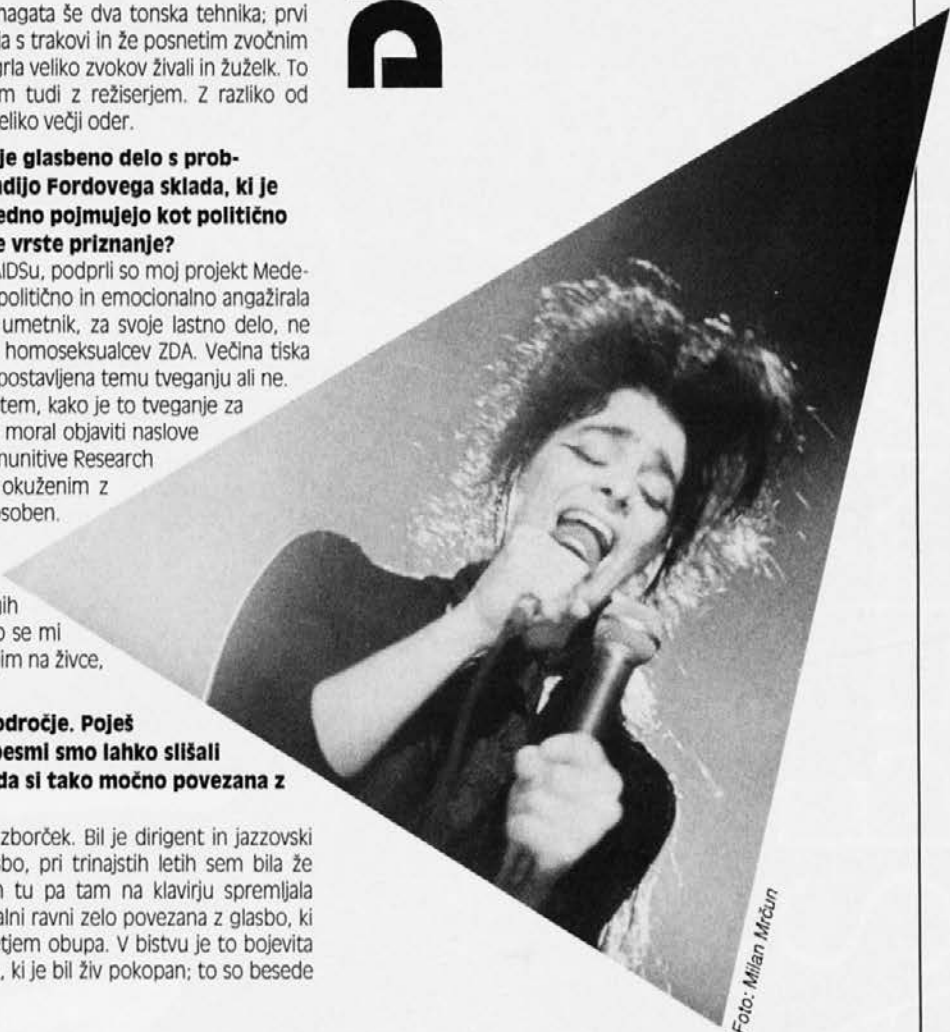 nagata še dva tonska tehnika; prvi
ia s trakovi in že posnetim zvočnim
grla veliko zvokov živali in žuželk. To
m tudi z režiserjem. Z razliko od
eliko večji oder.
je glasbeno delo s prob-
ndijo Fordovega sklada, ki je
edno pojmujejo kot politično
e vrste priznanje?
AIDSu, podprli so moj projekt Mede-
politično in emocionalno angažirala
umetnik, za svoje lastno delo, ne
homoseksualcev ZDA. Večina tiska
postavljena temu tveganju ali ne.
tem, kako je to tveganje za
moral objaviti naslove
munitive Research
okuženim z
osoben.
ih
o se mi
im na živce,
odročje. Poješ
pesmi smo lahko slišali
da si tako močno povezana z
zborček. Bil je dirigent in jazzovski
sbo, pri trinajstih letih sem bila že
n tu pa tam na klavirju spremljala
alni ravni zelo povezana z glasbo, ki
tjem obupa. V bistvu je to bojevita
, ki je bil živ pokopan; to so besede
Foto: Milan Mrčun